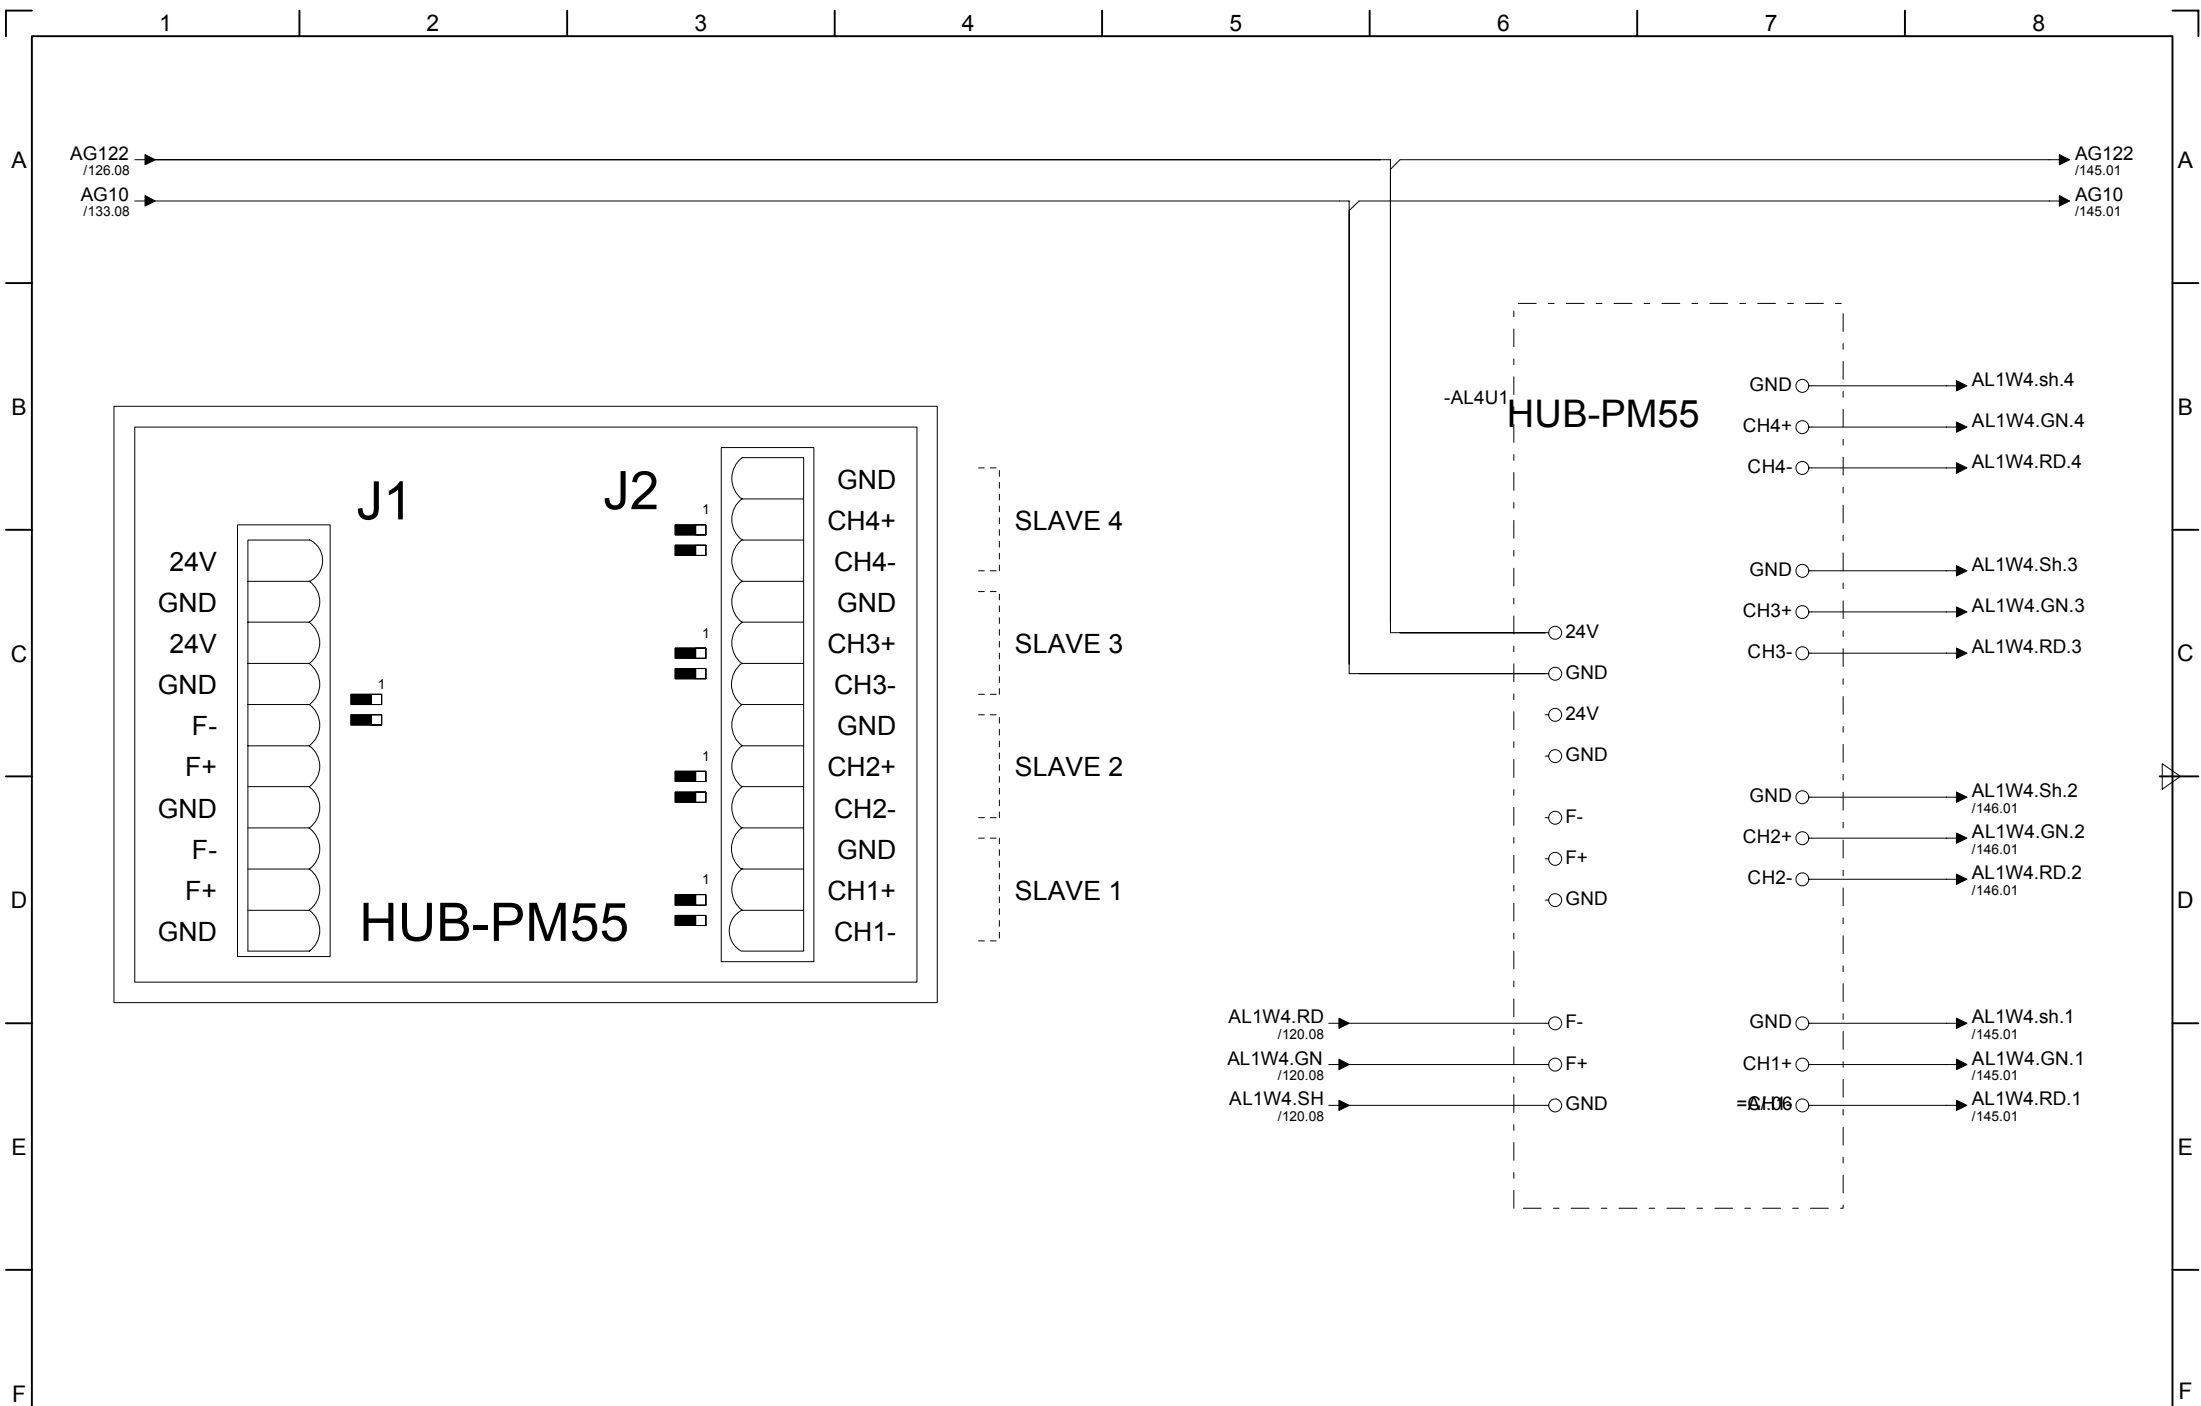 1 2 3 4 5 6 7 8
A AG122 AG122 A
/126.08 /145.01
AG10 AG10
/133.08 /145.01
AL1W4.sh.4
GND
-AL4U1
HUB-PM55
B B
CH4+ AL1W4.GN.4
CH4- AL1W4.RD.4
J1 J2 GND
1 CH4+ SLAVE 4
24V CH4-
GND AL1W4.Sh.3
GND GND
CH3+ AL1W4.GN.3
24V 1 CH3+ SLAVE 3
24V
C CH3- AL1W4.RD.3 C
GND 1 CH3-
GND
F- GND
24V
F+ 1 CH2+ SLAVE 2
GND
GND CH2-
GND AL1W4.Sh.2
/146.01
F-
CH2+ AL1W4.GN.2
/146.01
F- GND
F+
CH2- AL1W4.RD.2
/146.01
F+ 1 CH1+ SLAVE 1
D GND D
GND HUB-PM55 CH1-
AL1W4.RD F- GND AL1W4.sh.1
/120.08 /145.01
AL1W4.GN F+ CH1+ AL1W4.GN.1
/120.08 /145.01
AL1W4.SH GND AL1W4.RD.1
/120.08 /145.01
E E
F F